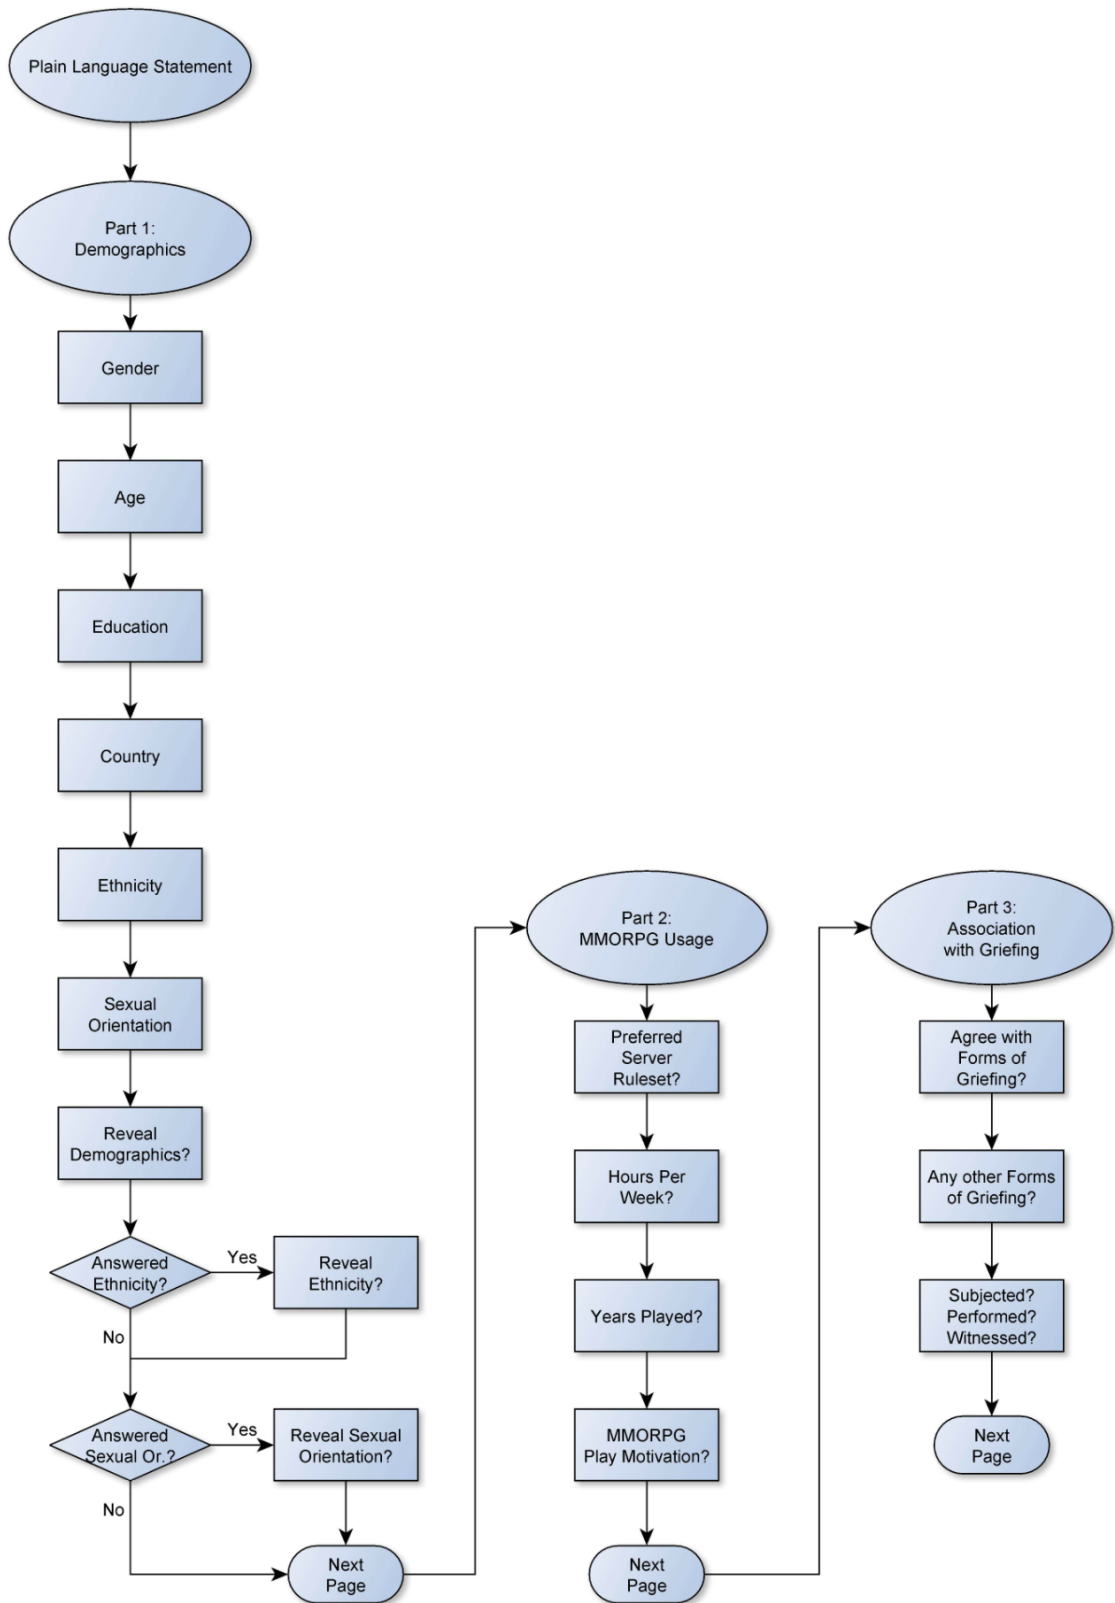 Plain Language Statement
Part 1:
Demographics
Gender
Age
Education
Country
Ethnicity
Sexual
Orientation
Reveal
Demographics?
Answered
Ethnicity?
Yes
Reveal
Ethnicity?
No
Answered
Sexual Or.?
Yes
Reveal Sexual
Orientation?
No
Next
Page
Part 2:
MMORPG Usage
Preferred
Server
Ruleset?
Hours Per
Week?
Years Played?
MMORPG
Play Motivation?
Next
Page
Part 3:
Association
with Griefing
Agree with
Forms of
Griefing?
Any other Forms
of Griefing?
Subjected?
Performed?
Witnessed?
Next
Page